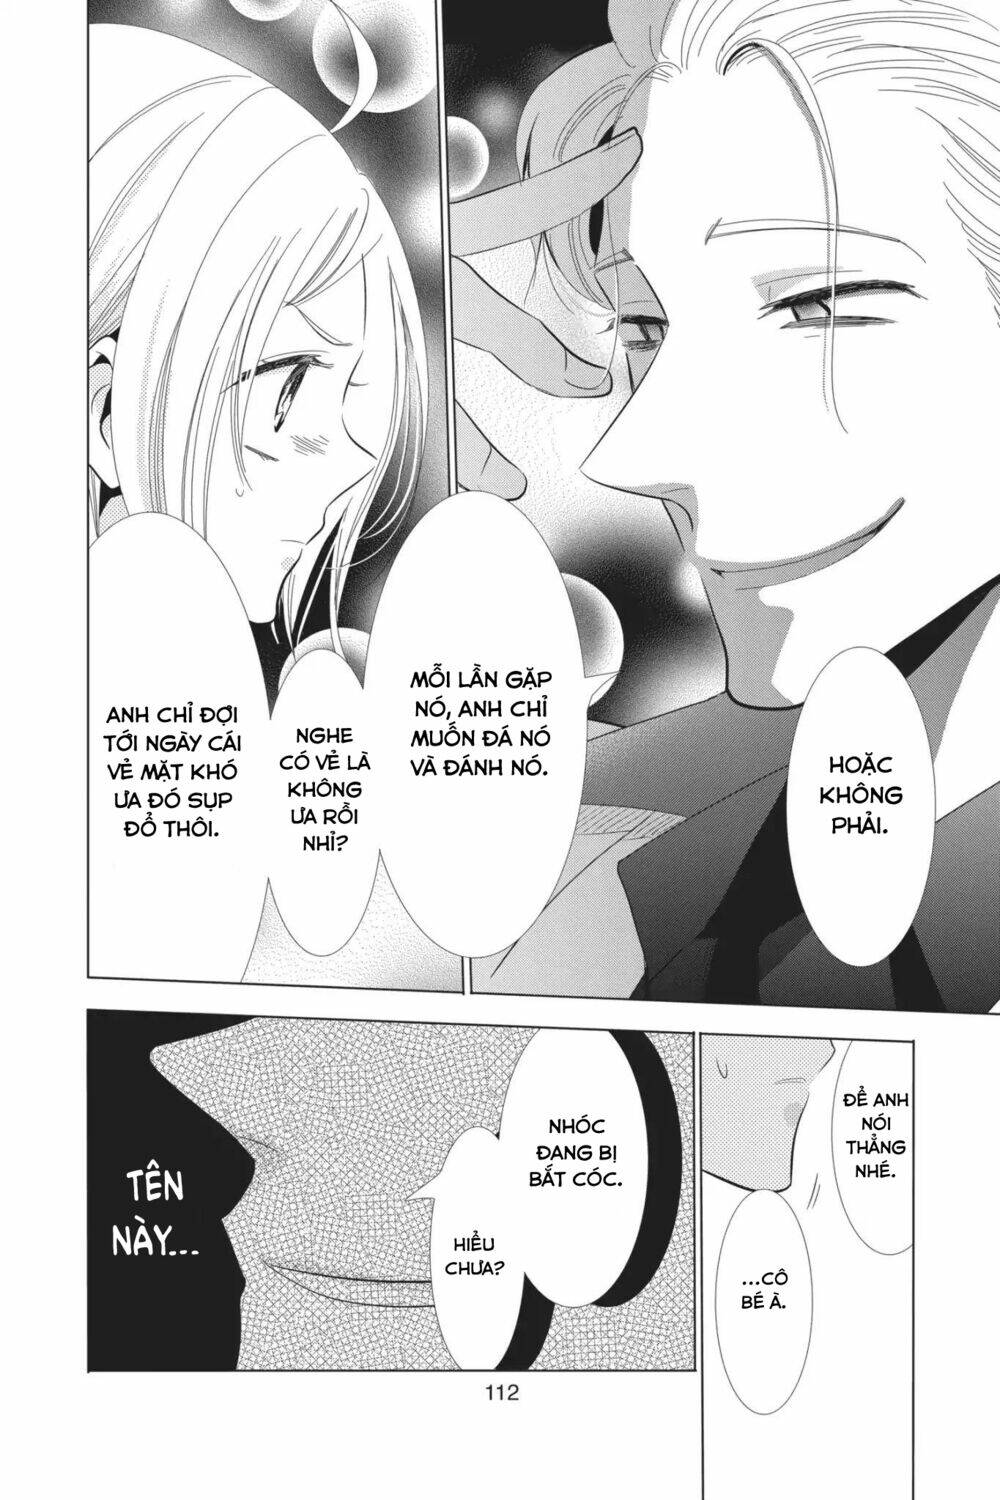 HOẶC
KHÔNG
PHẢI.
MỖI LẦN GẶP
NÓ, ANH CHỈ
MUỐN ĐÁ NÓ
VÀ ĐÁNH NÓ.
NGHE
CÓ VẺ LÀ
KHÔNG
ƯA RỒI
NHỈ?
ANH CHỈ ĐỢI
TỚI NGÀY CÁI
VẺ MẶT KHÓ
ƯA ĐÓ SỤP
ĐỔ THÔI.
ĐỂ ANH
NÓI
THẲNG
NHÉ.
...CÔ
BÉ À.
NHÓC
ĐANG BỊ
BẮT CÓC.
HIỂU
CHƯA?
TÊN
NÀY...
112